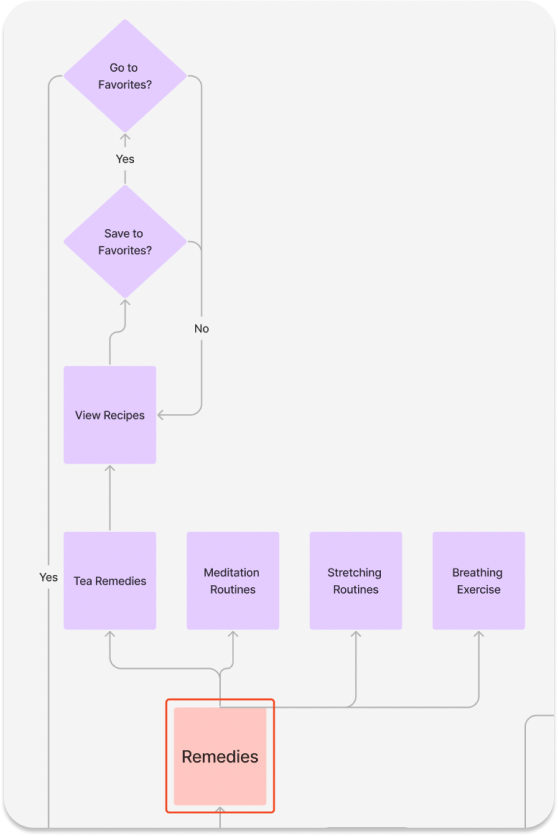 Go to
Favorites?
Yes
Save to
Favorites?
No
View Recipes
Yes
Tea Remedies
Meditation
Routines
Stretching
Routines
Breathing
Exercise
Remedies